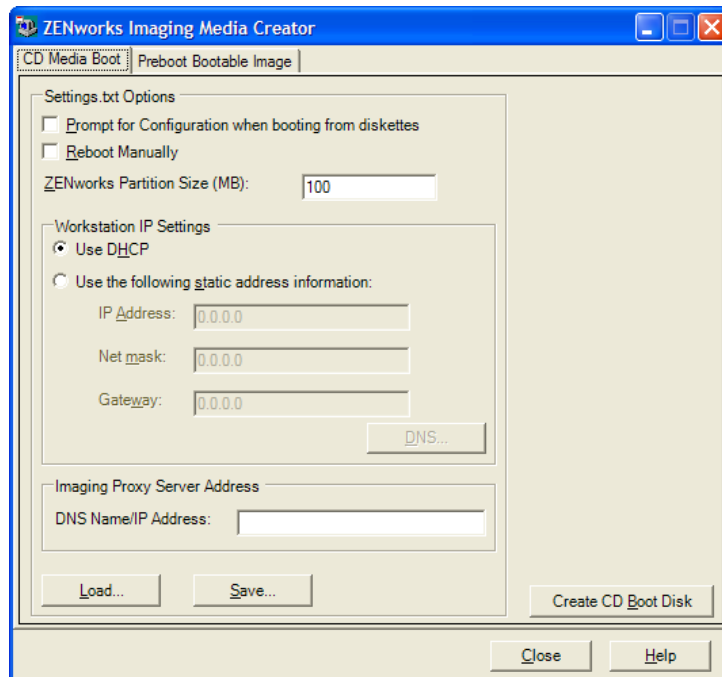 ZENworks Imaging Media Creator
CD Media Boot Preboot Bootable Image
Settings.txt Options
Prompt for Configuration when booting from diskettes
Reboot Manually
ZENworks Partition Size (MB): 100
Workstation IP Settings
Use DHCP
Use the following static address information:
IP Address: 0.0.0.0
Net mask: 0.0.0.0
Gateway: 0.0.0.0
DNS...
Imaging Proxy Server Address
DNS Name/IP Address:
Load... Save...
Create CD Boot Disk
Close Help